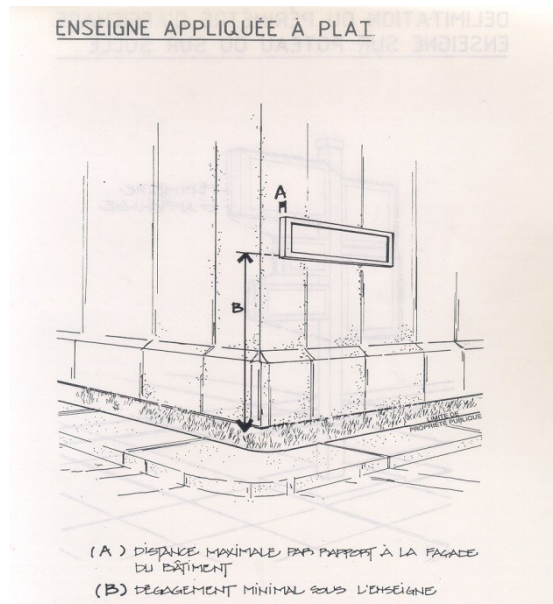 ENSEIGNE APPLIQUÉE À PLAT
A
B
LIMITE DE
PROPRIÉTÉ PUBLIQUE
(A) DISTANCE MAXIMALE PAR RAPPORT À LA FAÇADE
DU BÂTIMENT
(B) DÉGAGEMENT MINIMAL SOUS L'ENSEIGNE